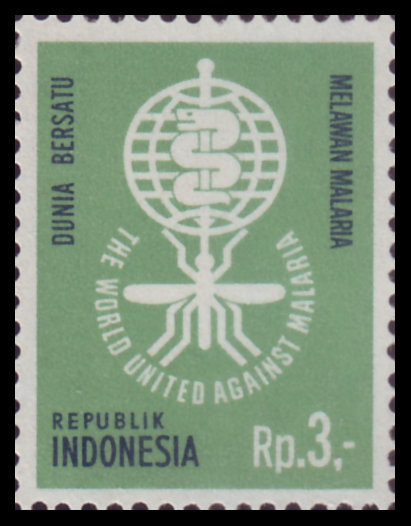 DUNIA BERSATU
MELAWAN MALARIA
THE WORLD UNITED AGAINST MALARIA
REPUBLIK
INDONESIA
Rp.3,-